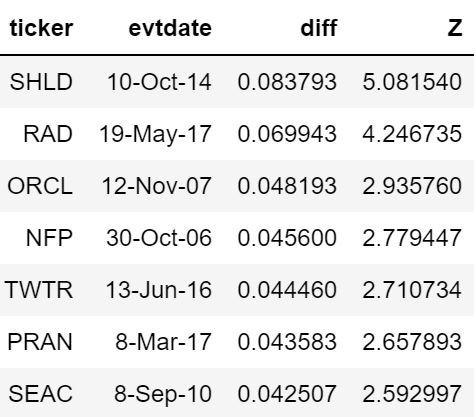 ticker evtdate diff Z
SHLD 10-Oct-14 0.083793 5.081540
RAD 19-May-17 0.069943 4.246735
ORCL 12-Nov-07 0.048193 2.935760
NFP 30-Oct-06 0.045600 2.779447
TWTR 13-Jun-16 0.044460 2.710734
PRAN 8-Mar-17 0.043583 2.657893
SEAC 8-Sep-10 0.042507 2.592997